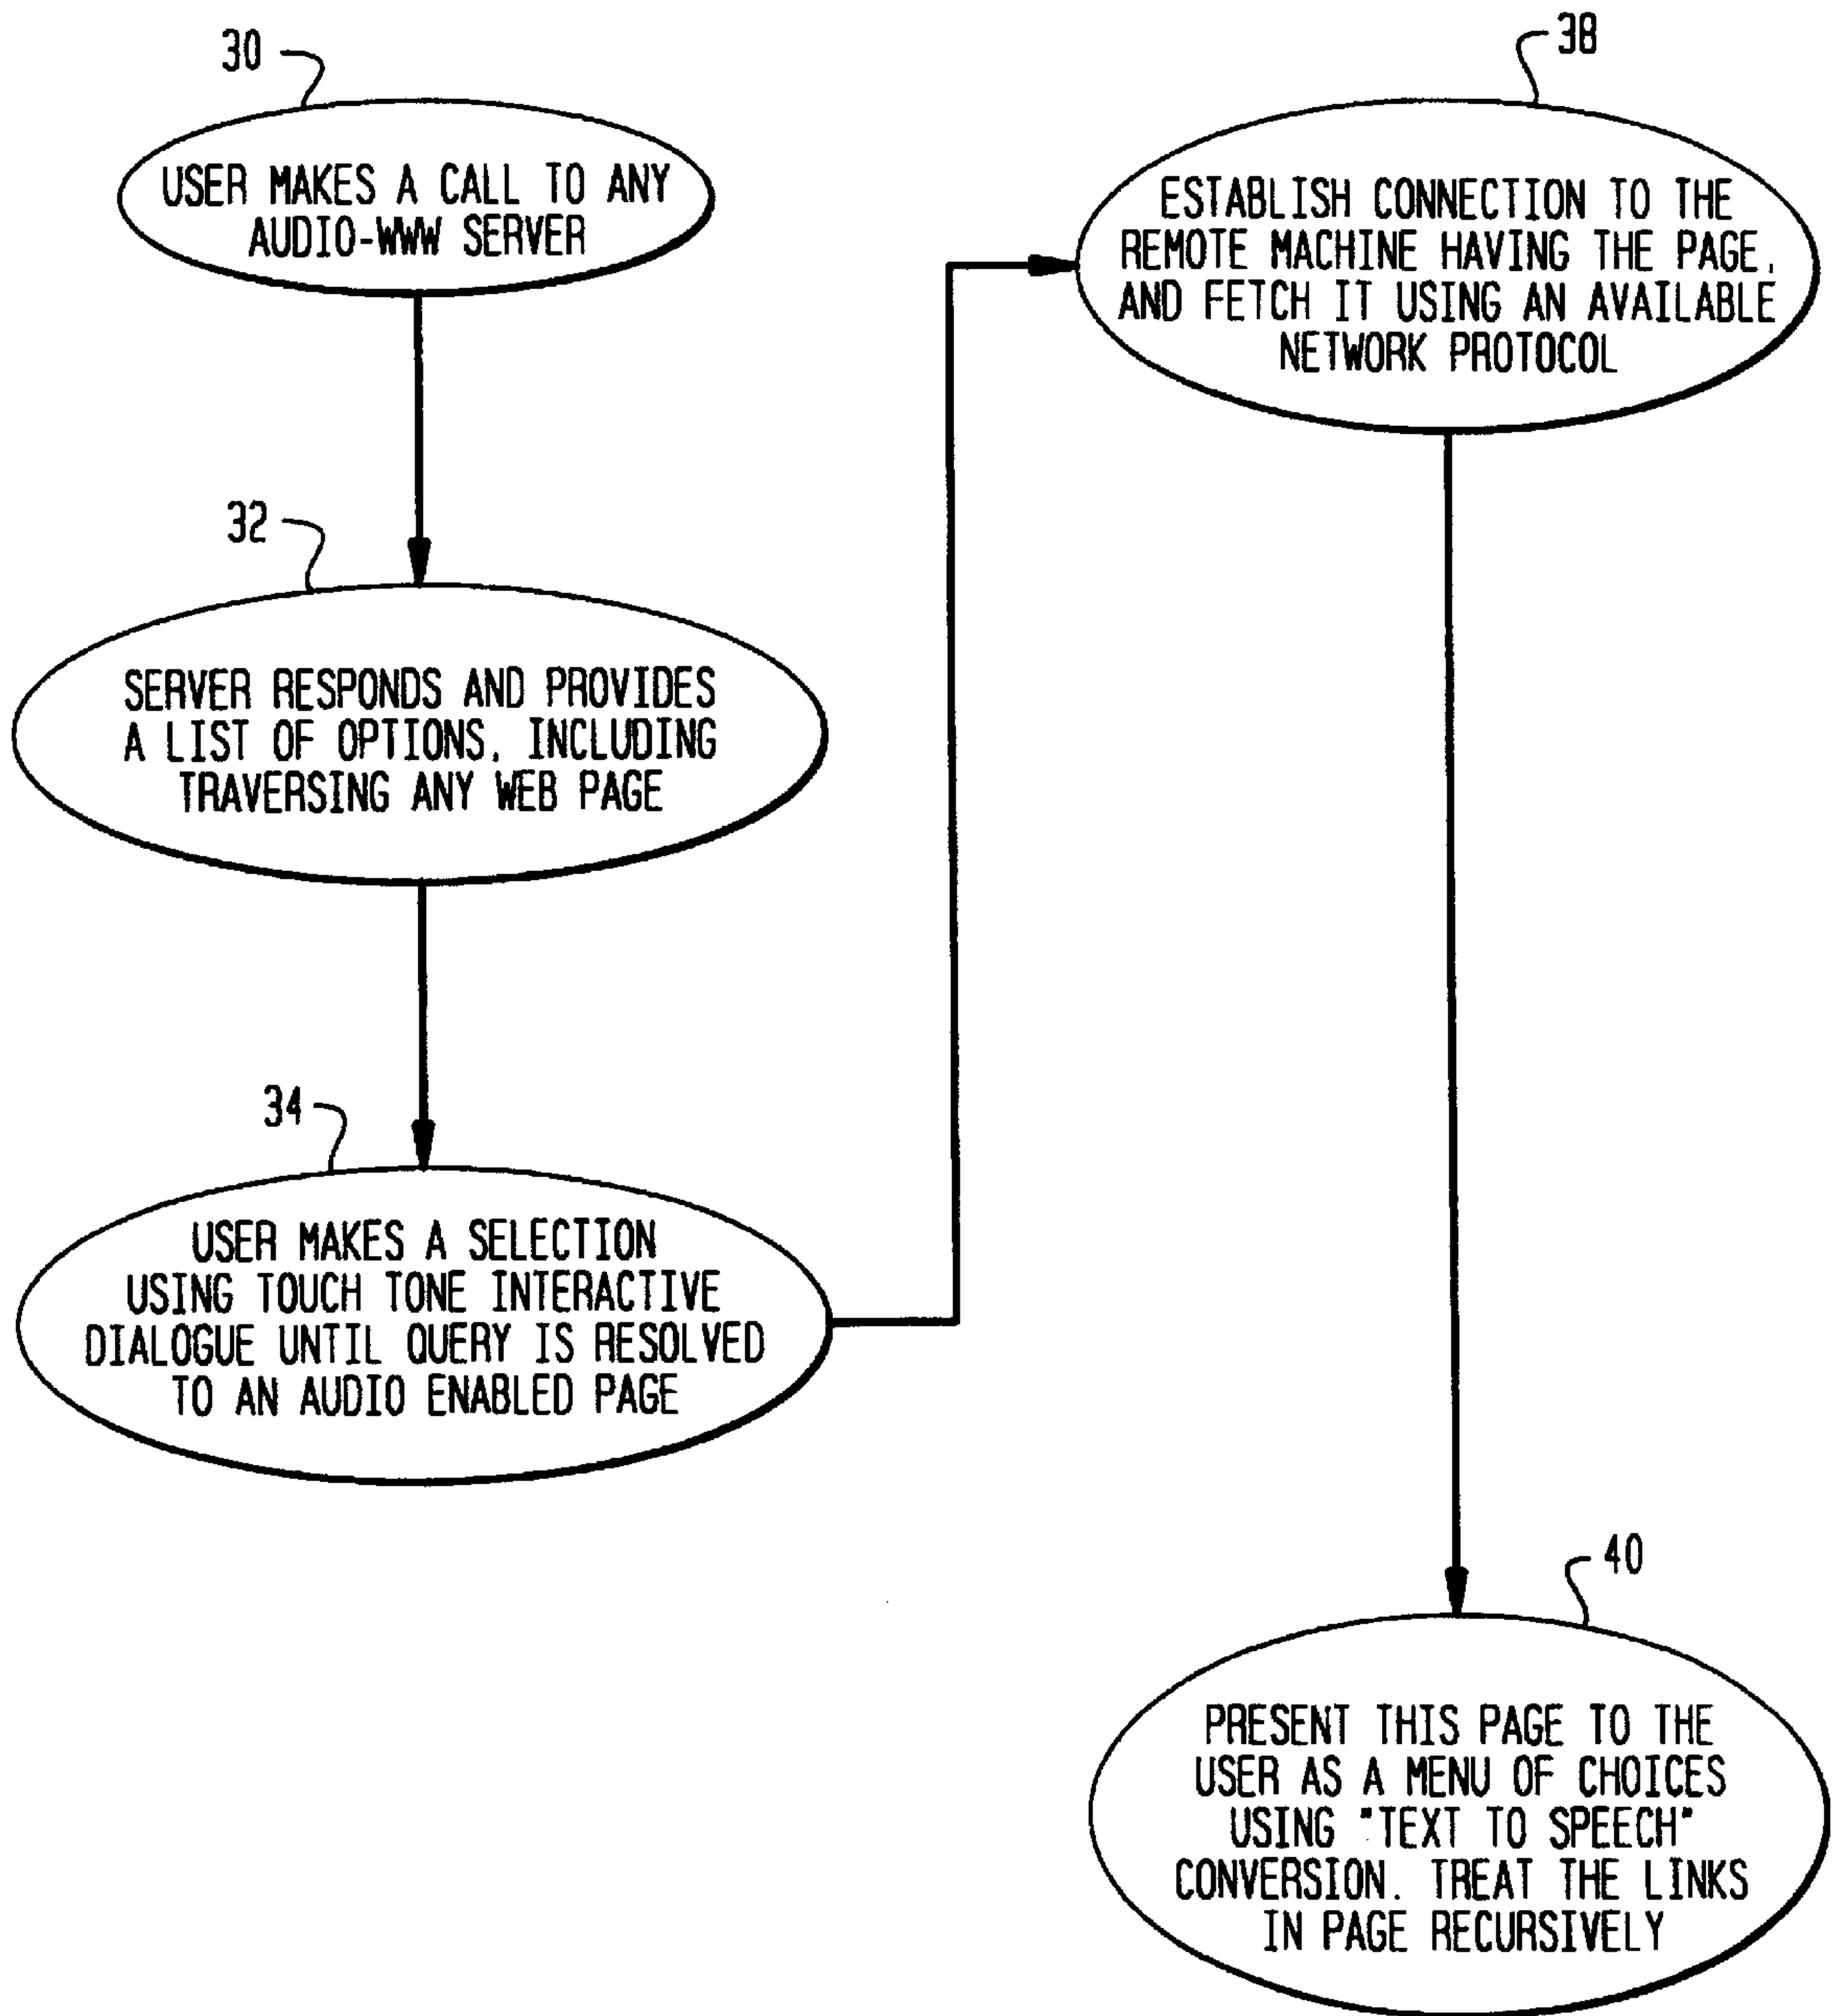 30
USER MAKES A CALL TO ANY
AUDIO-WWW SERVER
32
SERVER RESPONDS AND PROVIDES
A LIST OF OPTIONS, INCLUDING
TRAVERSING ANY WEB PAGE
34
USER MAKES A SELECTION
USING TOUCH TONE INTERACTIVE
DIALOGUE UNTIL QUERY IS RESOLVED
TO AN AUDIO ENABLED PAGE
38
ESTABLISH CONNECTION TO THE
REMOTE MACHINE HAVING THE PAGE,
AND FETCH IT USING AN AVAILABLE
NETWORK PROTOCOL
40
PRESENT THIS PAGE TO THE
USER AS A MENU OF CHOICES
USING "TEXT TO SPEECH"
CONVERSION. TREAT THE LINKS
IN PAGE RECURSIVELY